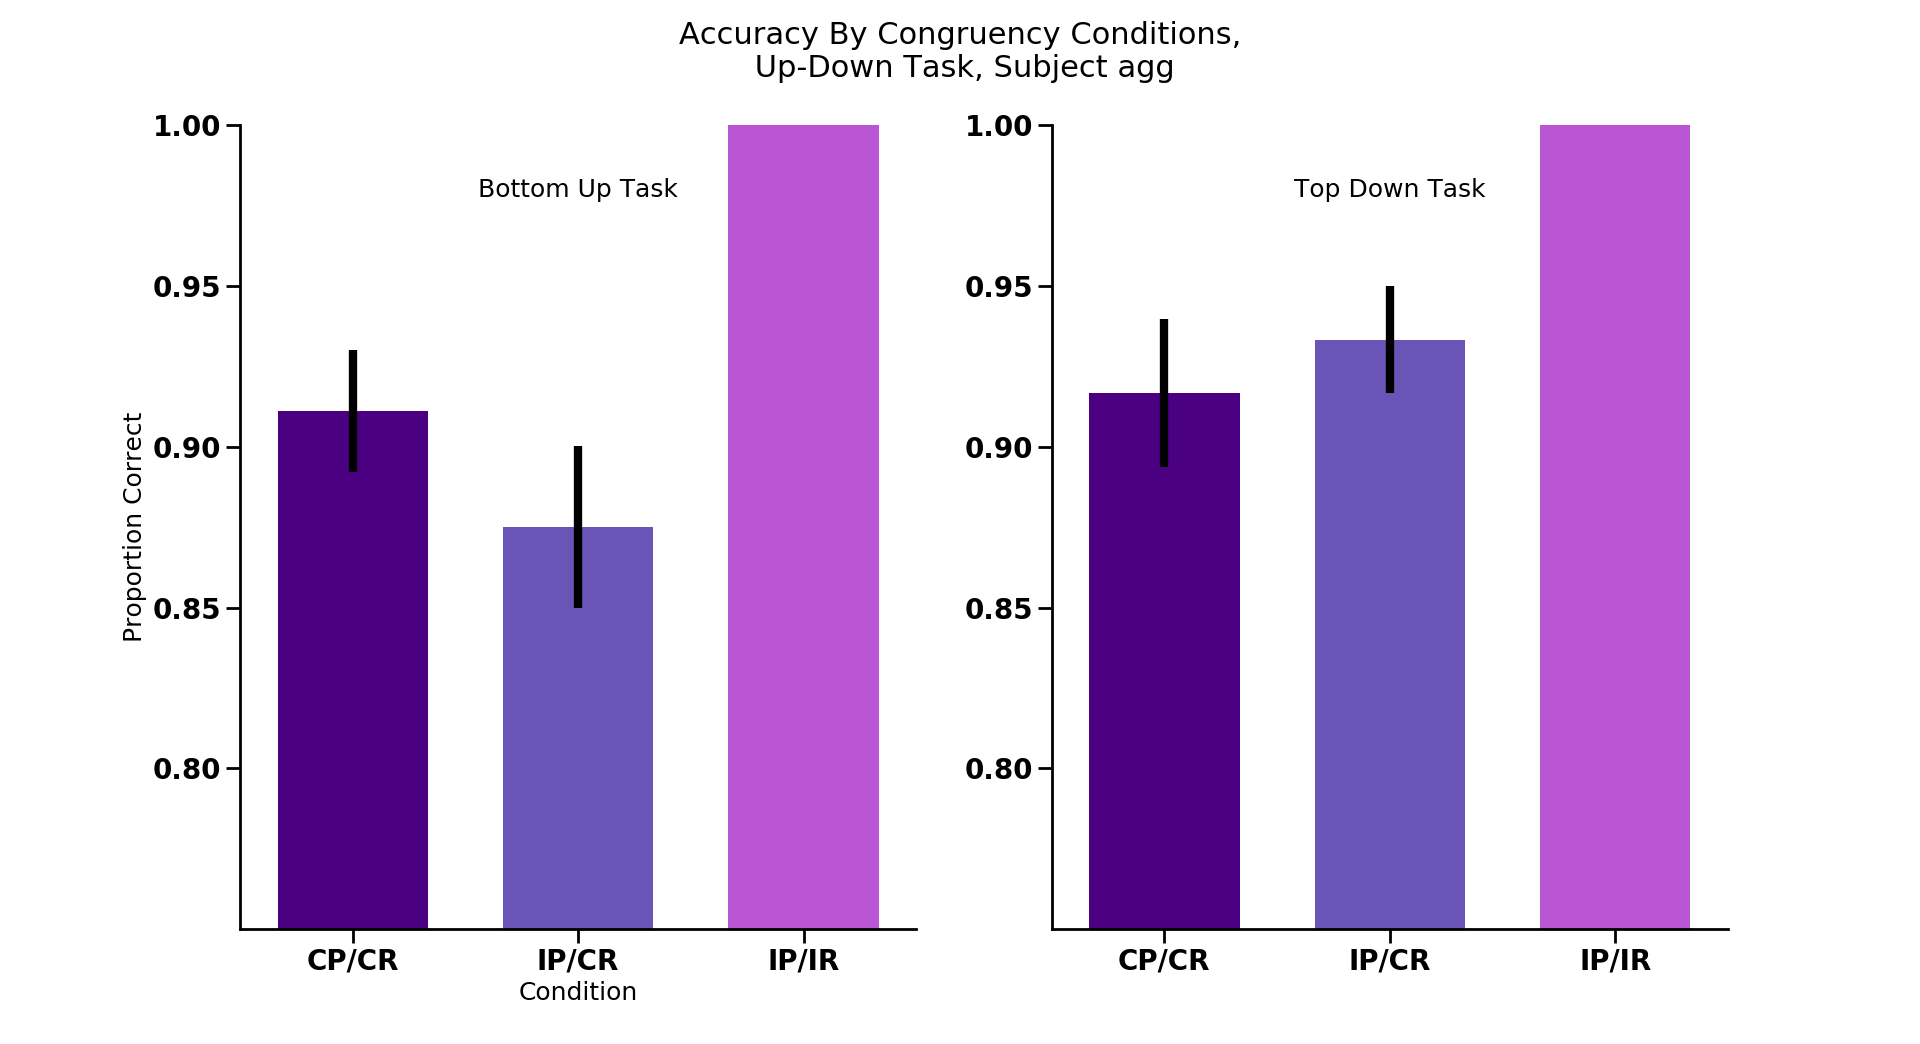 Accuracy By Congruency Conditions,
Up-Down Task, Subject agg
Bottom Up Task
1.00
0.95
0.90
0.85
0.80
Proportion Correct
CP/CR
IP/CR
IP/IR
Condition
Top Down Task
1.00
0.95
0.90
0.85
0.80
CP/CR
IP/CR
IP/IR